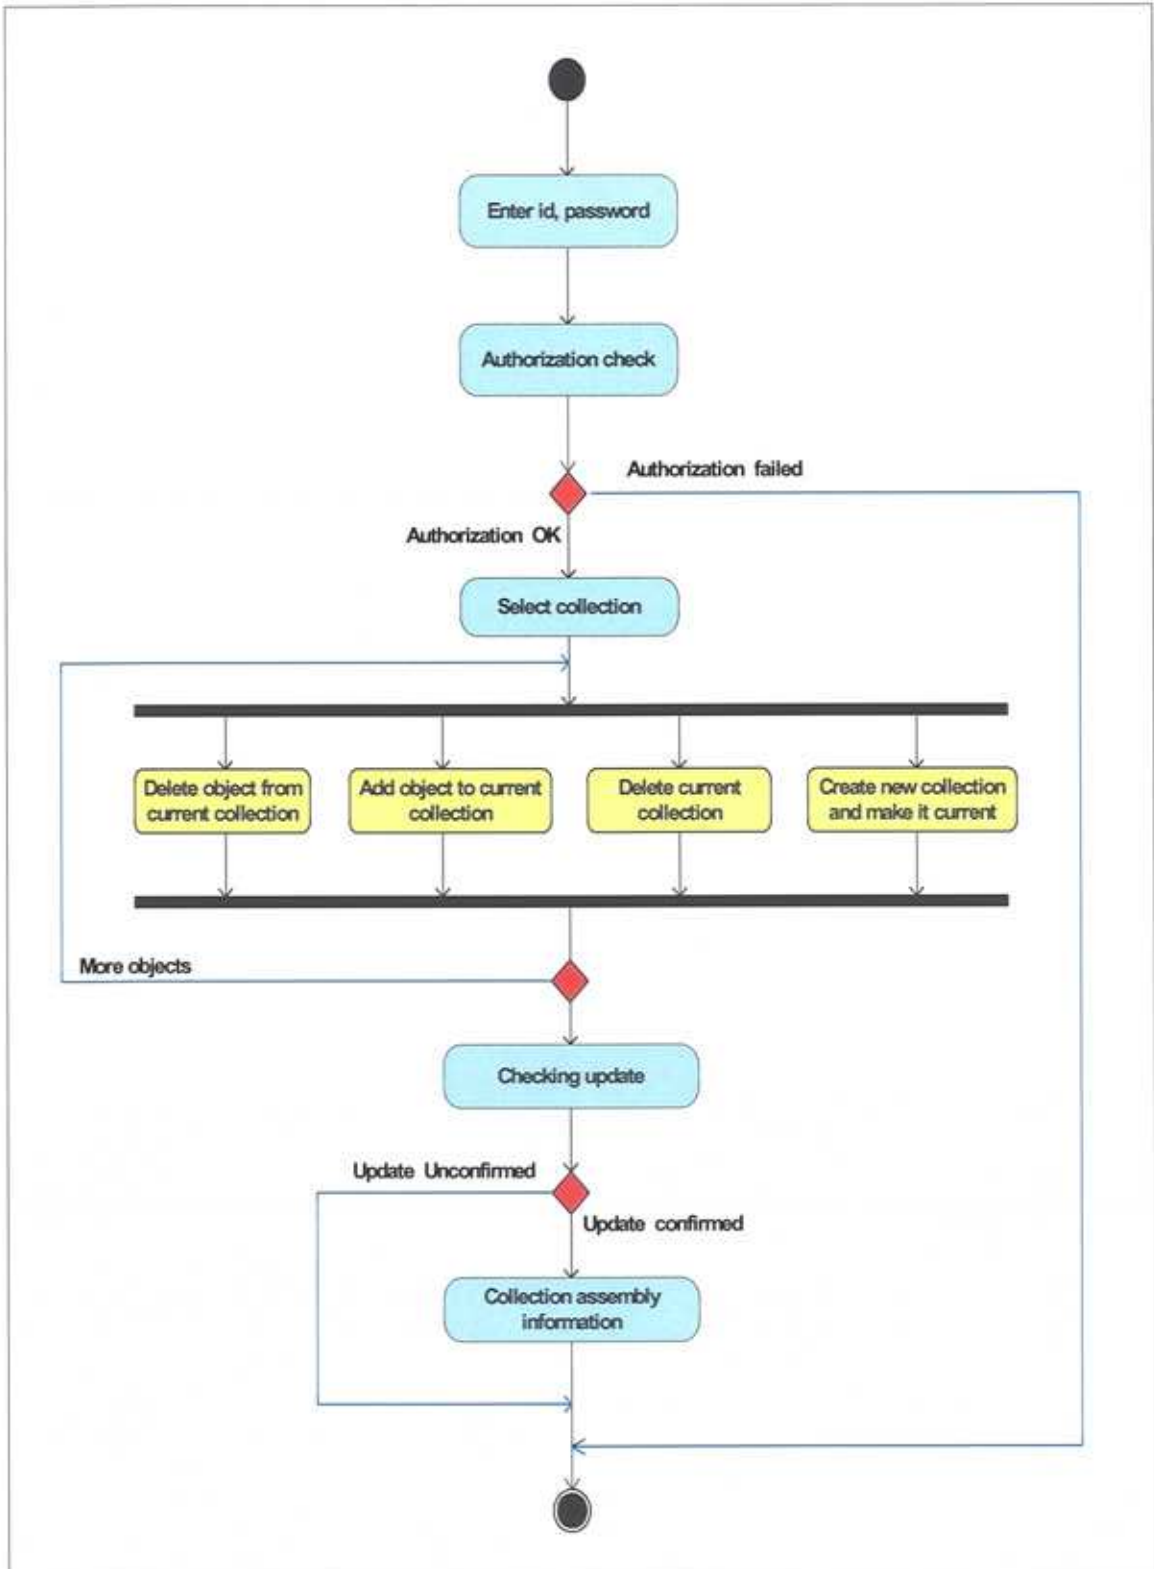 Enter id, password
Authorization check
Authorization failed
Authorization OK
Select collection
Delete object from
current collection
Add object to current
collection
Delete current
collection
Create new collection
and make it current
More objects
Checking update
Update Unconfirmed
Update confirmed
Collection assembly
information